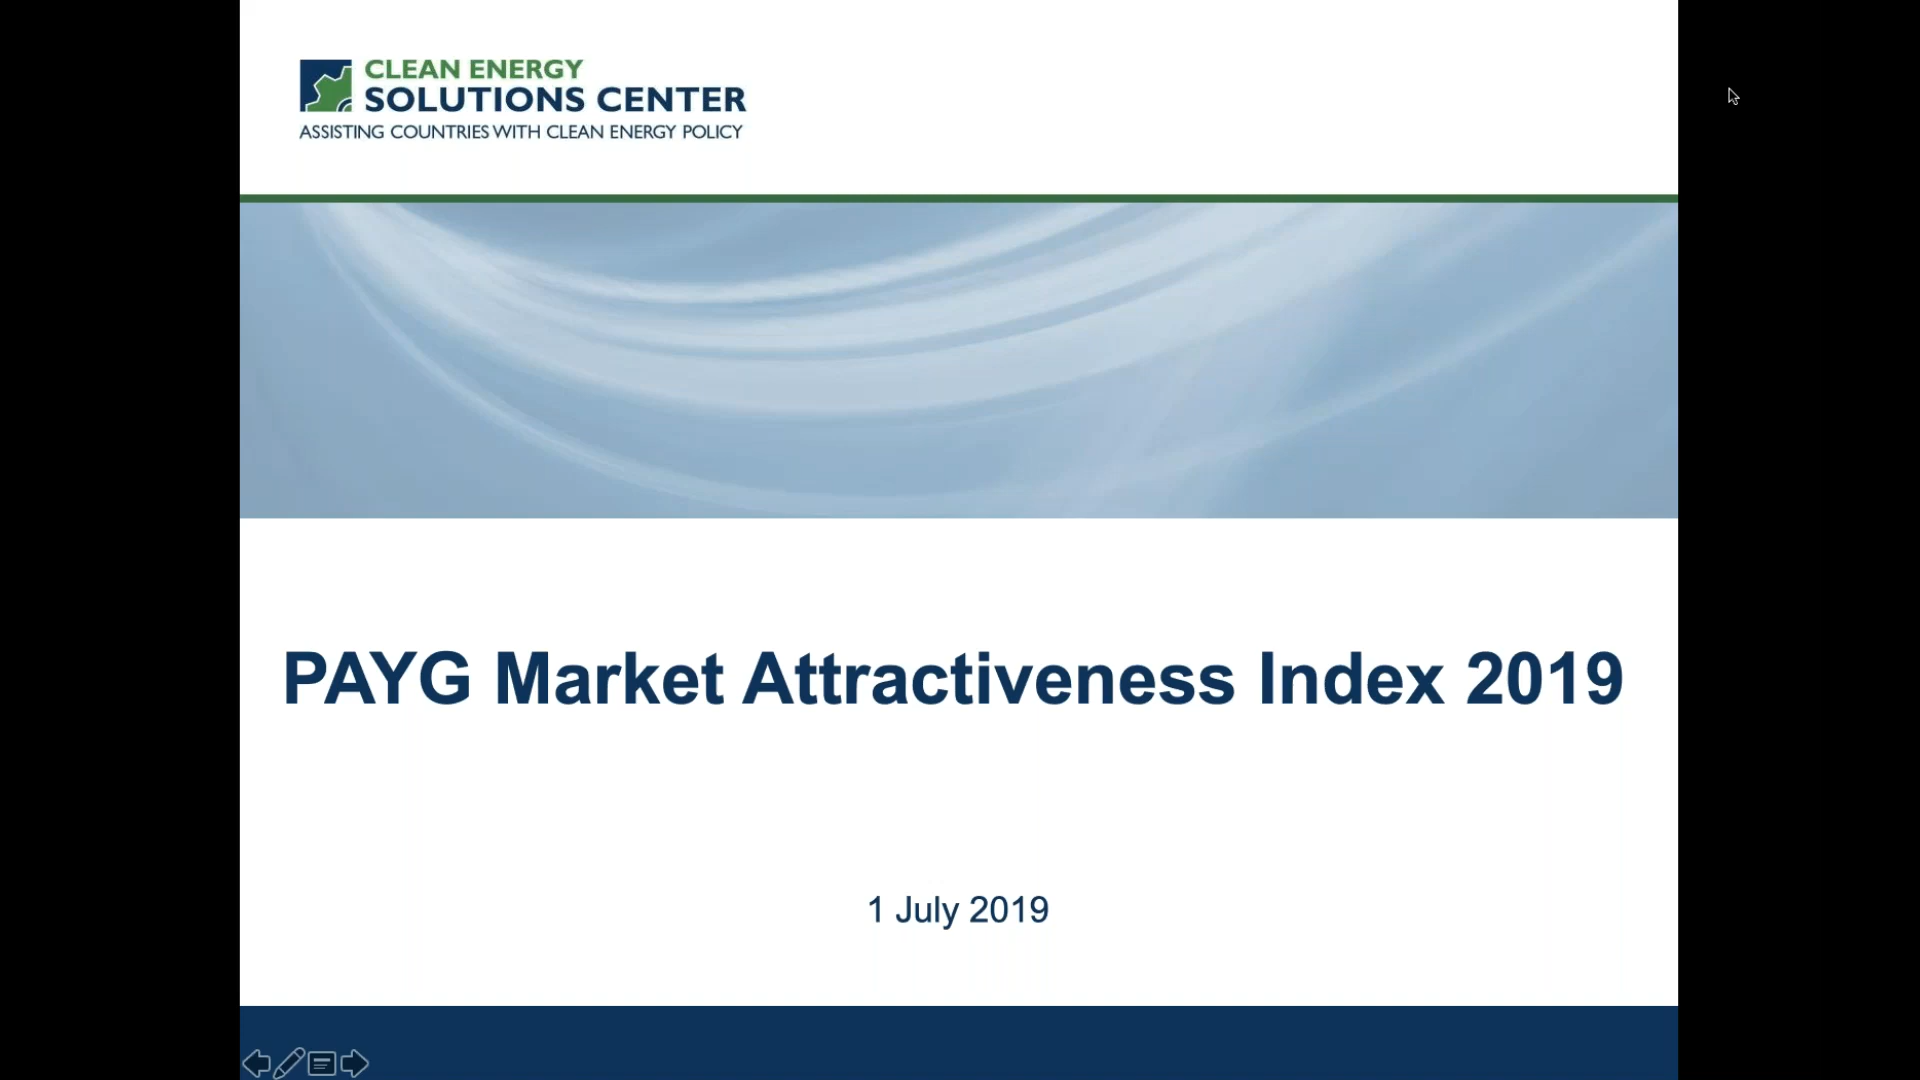 CLEAN ENERGY
SOLUTIONS CENTER
ASSISTING COUNTRIES WITH CLEAN ENERGY POLICY
PAYG Market Attractiveness Index 2019
1 July 2019